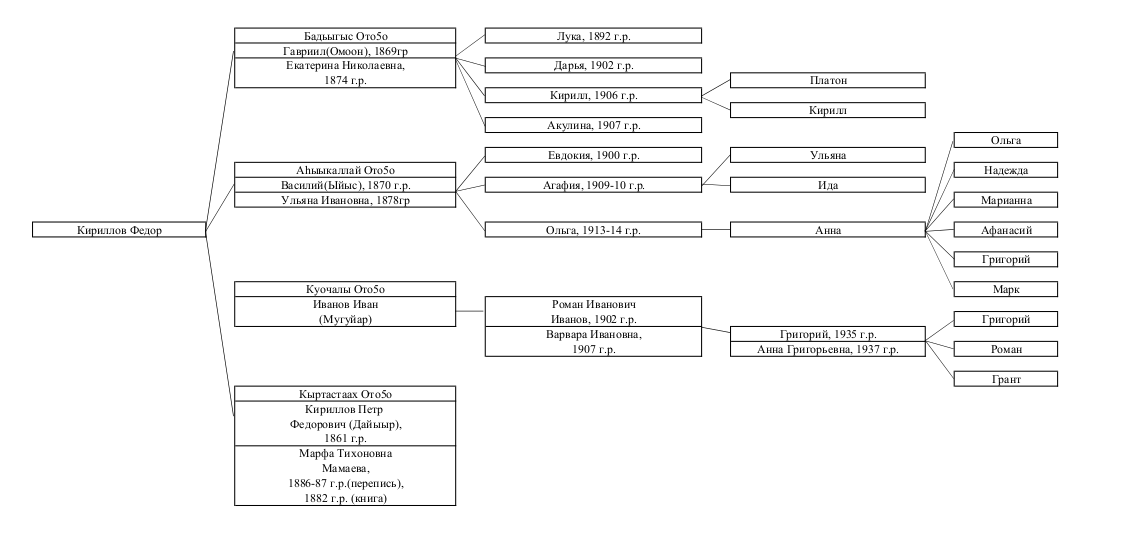 Кириллов Федор
Бадьыгыс Ото5о
Гавриил(Омоон), 1869гр
Екатерина Николаевна,
1874 г.р.
Лука, 1892 г.р.
Дарья, 1902 г.р.
Кирилл, 1906 г.р.
Платон
Кирилл
Акулина, 1907 г.р.
Аһыыкаллай Ото5о
Василий(Ыйыс), 1870 г.р.
Ульяна Ивановна, 1878гр
Евдокия, 1900 г.р.
Агафия, 1909-10 г.р.
Ульяна
Ида
Ольга, 1913-14 г.р.
Анна
Ольга
Надежда
Марианна
Афанасий
Григорий
Марк
Куочалы Ото5о
Иванов Иван
(Мугуйар)
Роман Иванович
Иванов, 1902 г.р.
Варвара Ивановна,
1907 г.р.
Григорий, 1935 г.р.
Анна Григорьевна, 1937 г.р.
Григорий
Роман
Грант
Кыртастаах Ото5о
Кириллов Петр
Федорович (Дайыыр),
1861 г.р.
Марфа Тихоновна
Мамаева,
1886-87 г.р.(перепись),
1882 г.р. (книга)